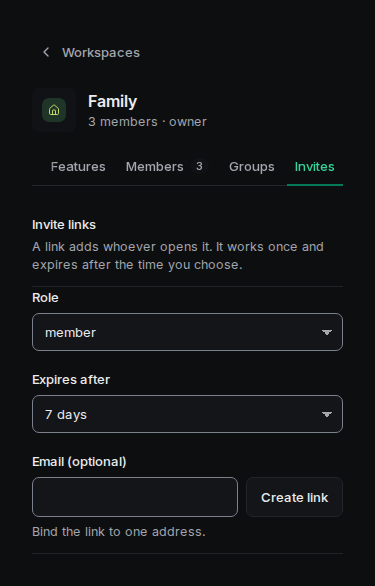 Workspaces
Family
3 members · owner
Features Members 3 Groups Invites
Invite links
A link adds whoever opens it. It works once and
expires after the time you choose.
Role
member
Expires after
7 days
Email (optional)
Create link
Bind the link to one address.